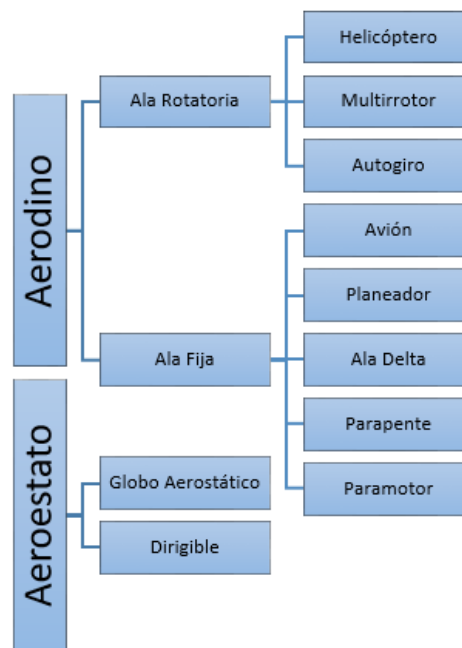 Aerodino
Ala Rotatoria
Helicóptero
Multirrotor
Autogiro
Ala Fija
Avión
Planeador
Ala Delta
Parapente
Paramotor
Aeroestato
Globo Aerostático
Dirigible